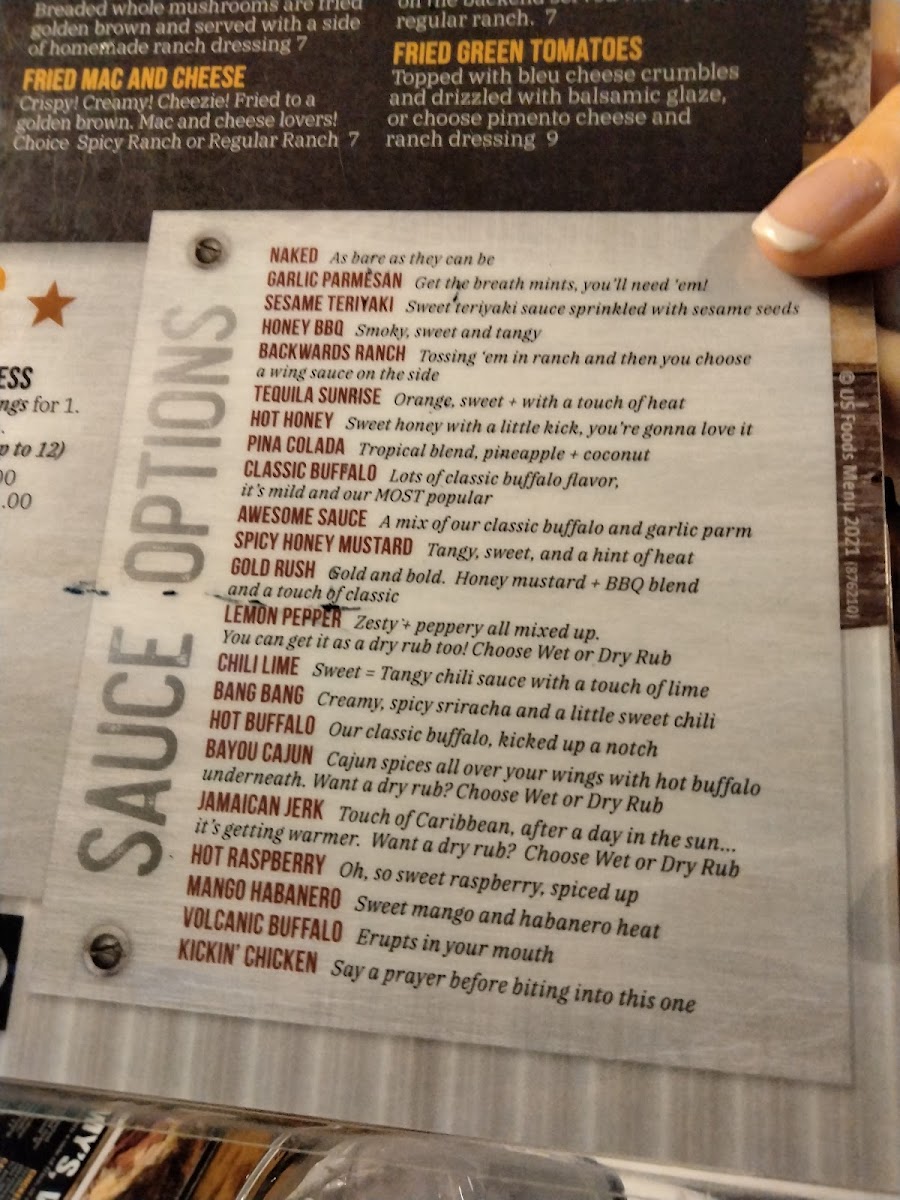 Breaded whole mushrooms are fried
golden brown and served with a side
of homemade ranch dressing 7
FRIED MAC AND CHEESE
Crispy! Creamy! Cheezie! Fried to a
golden brown. Mac and cheese lovers!
Choice Spicy Ranch or Regular Ranch 7
regular ranch. 7
FRIED GREEN TOMATOES
Topped with bleu cheese crumbles
and drizzled with balsamic glaze,
or choose pimento cheese and
ranch dressing 9
ESS
ngs for 1.
p to 12)
00
.00
SAUCE OPTIONS
NAKED As bare as they can be
GARLIC PARMESAN Get the breath mints, you'll need 'em!
SESAME TERIYAKI Sweet teriyaki sauce sprinkled with sesame seeds
HONEY BBQ Smoky, sweet and tangy
BACKWARDS RANCH Tossing 'em in ranch and then you choose
a wing sauce on the side
TEQUILA SUNRISE Orange, sweet + with a touch of heat
HOT HONEY Sweet honey with a little kick, you're gonna love it
PINA COLADA Tropical blend, pineapple + coconut
CLASSIC BUFFALO Lots of classic buffalo flavor,
it's mild and our MOST popular
AWESOME SAUCE A mix of our classic buffalo and garlic parm
SPICY HONEY MUSTARD Tangy, sweet, and a hint of heat
GOLD RUSH Gold and bold. Honey mustard + BBQ blend
and a touch of classic
LEMON PEPPER Zesty + peppery all mixed up.
You can get it as a dry rub too! Choose Wet or Dry Rub
CHILI LIME Sweet = Tangy chili sauce with a touch of lime
BANG BANG Creamy, spicy sriracha and a little sweet chili
HOT BUFFALO Our classic buffalo, kicked up a notch
BAYOU CAJUN Cajun spices all over your wings with hot buffalo
underneath. Want a dry rub? Choose Wet or Dry Rub
JAMAICAN JERK Touch of Caribbean, after a day in the sun...
it's getting warmer. Want a dry rub? Choose Wet or Dry Rub
HOT RASPBERRY Oh, so sweet raspberry, spiced up
MANGO HABANERO Sweet mango and habanero heat
VOLCANIC BUFFALO Erupts in your mouth
KICKIN' CHICKEN Say a prayer before biting into this one
© US Foods Menu 2021 (876210)
MY'S.